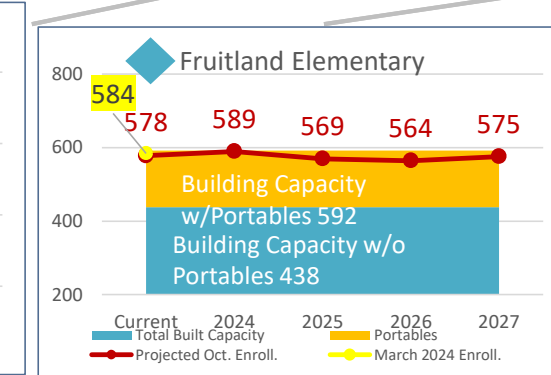 Fruitland Elementary
800
584
578 589 569 564 575
600
Building Capacity
w/Portables 592
400
Building Capacity w/o
Portables 438
200
Current 2024 2025 2026 2027
Total Built Capacity Portables
Projected Oct. Enroll. March 2024 Enroll.